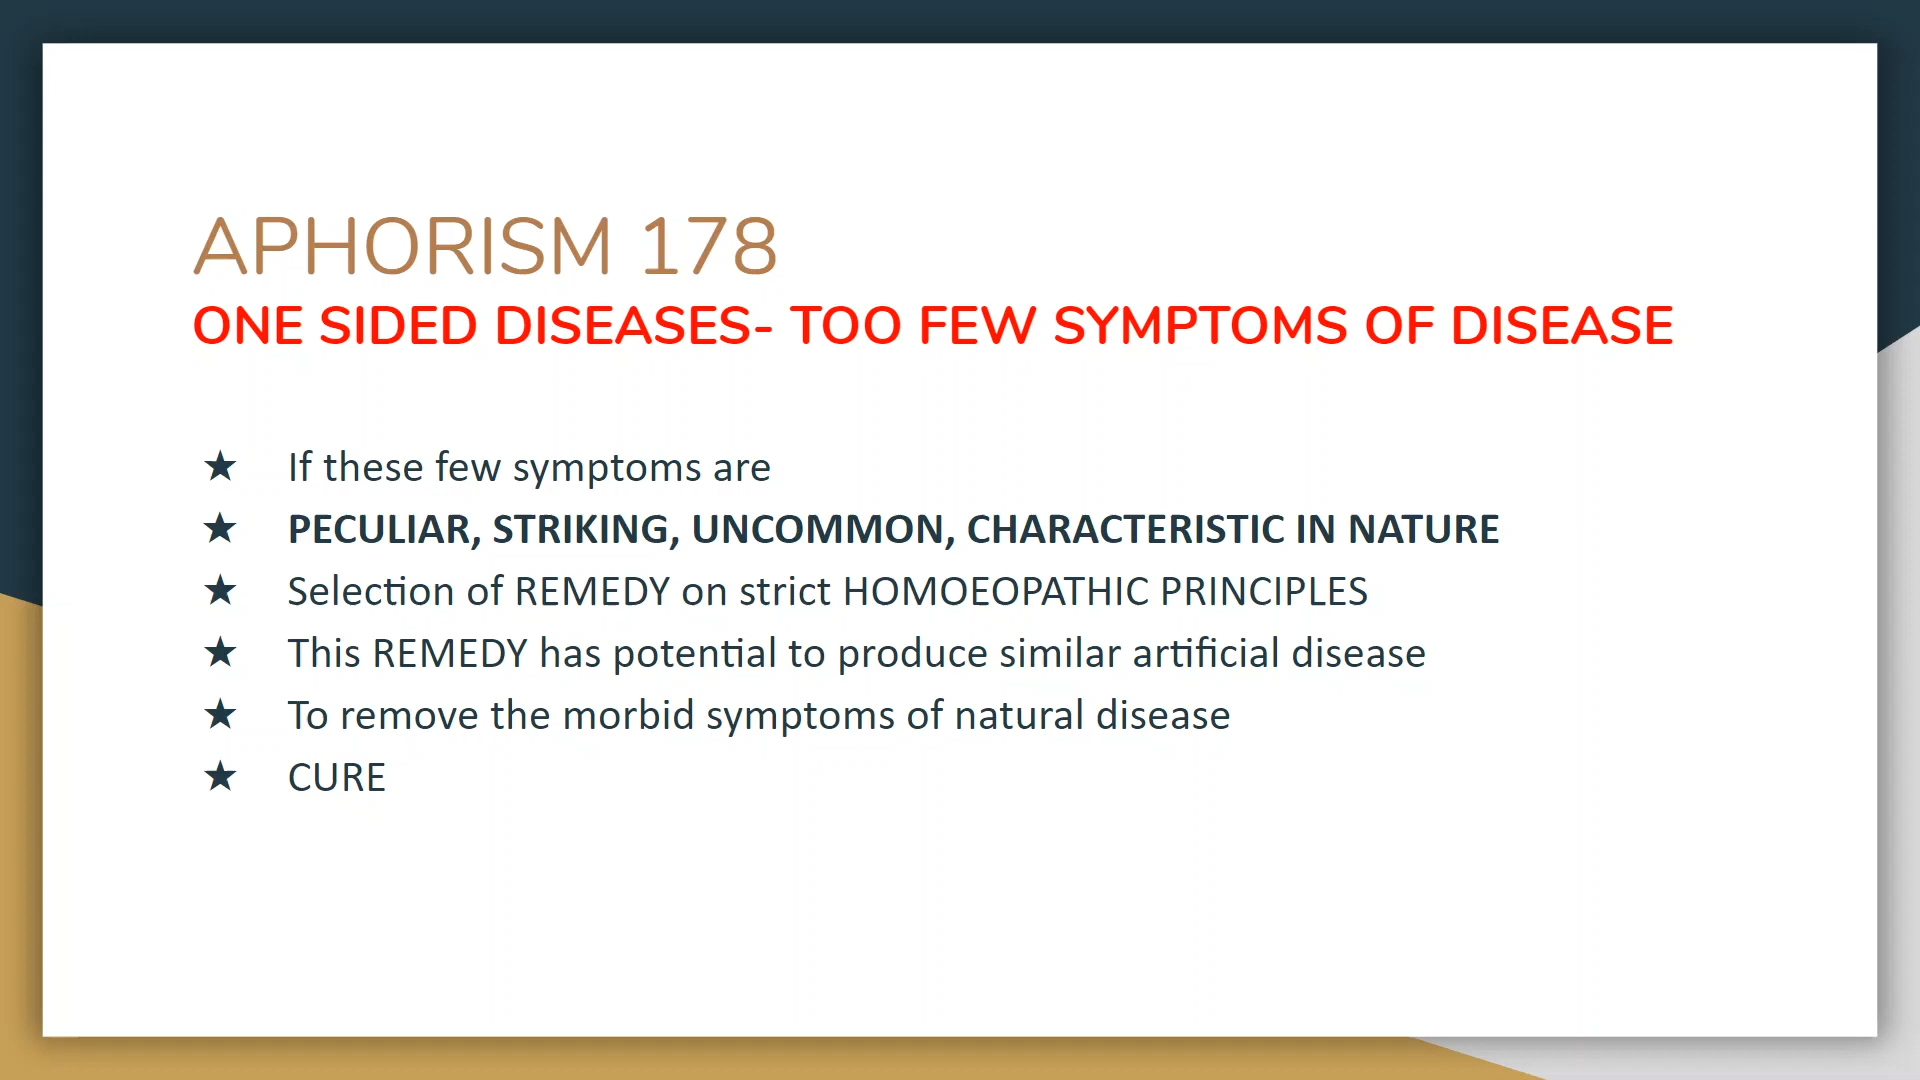 APHORISM 178
ONE SIDED DISEASES- TOO FEW SYMPTOMS OF DISEASE
★ If these few symptoms are
★ PECULIAR, STRIKING, UNCOMMON, CHARACTERISTIC IN NATURE
★ Selection of REMEDY on strict HOMOEOPATHIC PRINCIPLES
★ This REMEDY has potential to produce similar artificial disease
★ To remove the morbid symptoms of natural disease
★ CURE